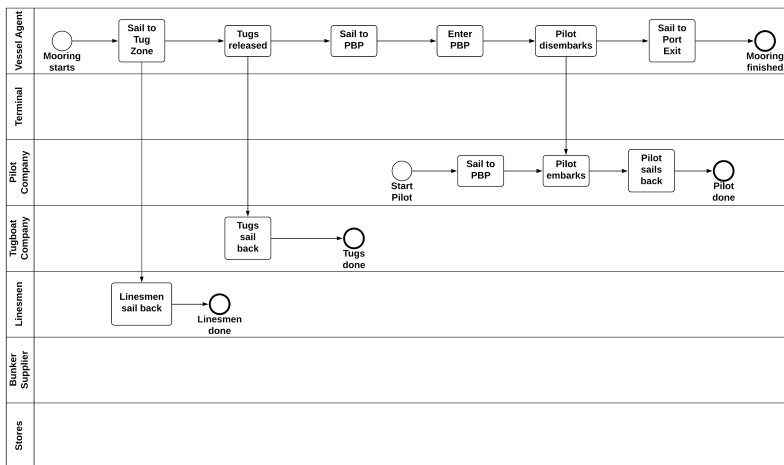 Vessel Agent
Mooring
starts
Sail to
Tug
Zone
Tugs
released
Sail to
PBP
Enter
PBP
Pilot
disembarks
Sail to
Port
Exit
Mooring
finished
Terminal
Pilot
Company
Start
Pilot
Sail to
PBP
Pilot
embarks
Pilot
sails
back
Pilot
done
Tugboat
Company
Tugs
sail
back
Tugs
done
Linesmen
Linesmen
sail back
Linesmen
done
Bunker
Supplier
Stores